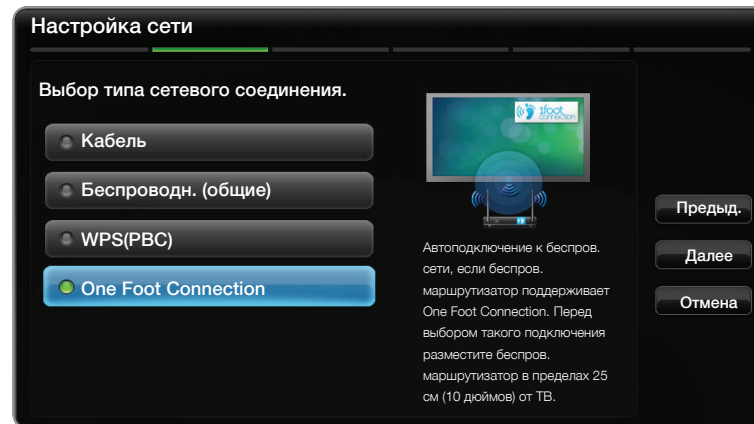 Настройка сети
Выбор типа сетевого соединения.
Кабель
Беспроводн. (общие)
WPS(PBC)
One Foot Connection
1foot
connection
Автоподключение к беспров.
сети, если беспров.
маршрутизатор поддерживает
One Foot Connection. Перед
выбором такого подключения
разместите беспров.
маршрутизатор в пределах 25
см (10 дюймов) от ТВ.
Предыд.
Далее
Отмена